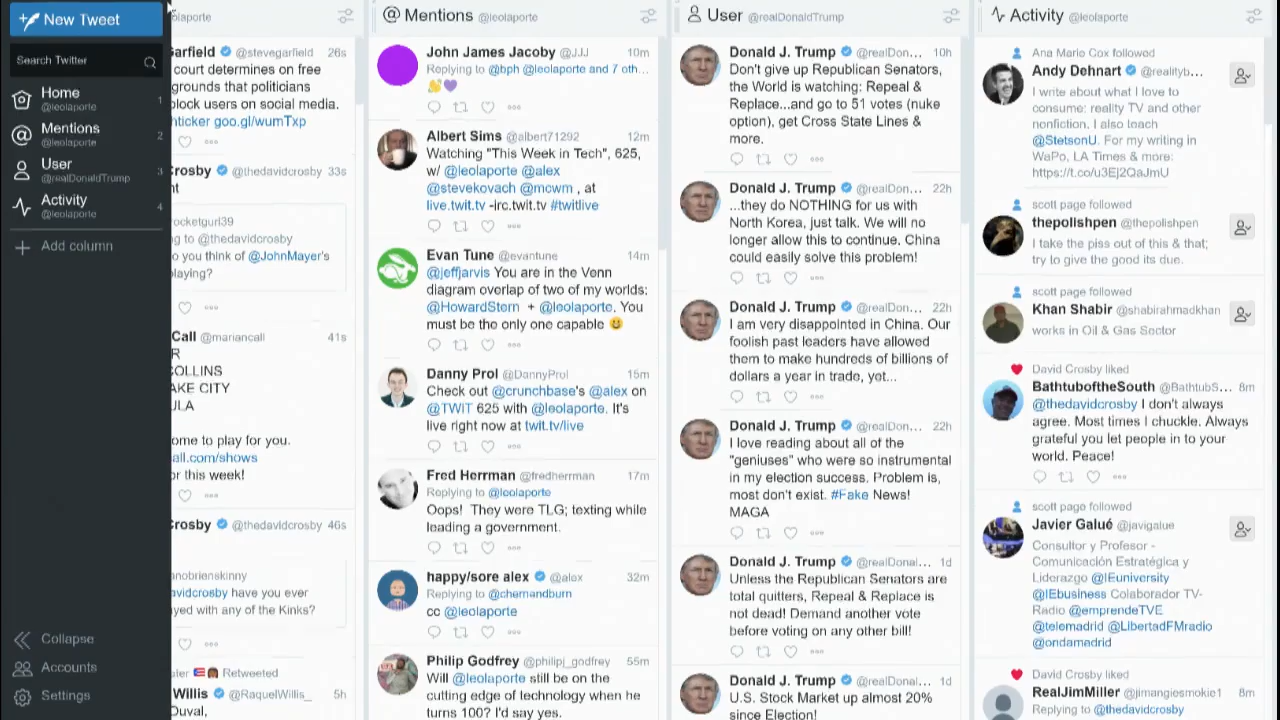 New Tweet
Search Twitter
Home
@leolaporte
1
Mentions
@leolaporte
2
User
@realDonaldTrump
3
Activity
@leolaporte
4
Add column
Collapse
Accounts
Settings
Garfield @stevegarfield 26s
court determines on free
grounds that politicians
block users on social media.
goo.gl/wumTxp
Crosby @thedavidcrosby 33s
@thedavidcrosby
you think of @JohnMayer's
playing?
Call @mariancall 41s
COLLINS
CITY
to play for you.
for this week!
Crosby @thedavidcrosby 46s
have you ever
with any of the Kinks?
Retweeted
Willis @RaquelWillis_ 5h
Duval,
Mentions @leolaporte
John James Jacoby @JJJ 10m
Replying to @bph @leolaporte and 7 oth...
👏💜
Albert Sims @albert71292 12m
Watching "This Week in Tech", 625,
w/ @leolaporte @alex
@stevekovach @mcwm , at
live.twit.tv -irc.twit.tv #twitlive
Evan Tune @evantune 14m
@jeffjarvis You are in the Venn
diagram overlap of two of my worlds;
@HowardStern + @leolaporte. You
must be the only one capable 😃
Danny Prol @DannyProl 15m
Check out @crunchbase's @alex on
@TWIT 625 with @leolaporte. It's
live right now at twit.tv/live
Fred Herrman @fredherrman 17m
Replying to @leolaporte
Oops! They were TLG; texting while
leading a government.
happy/sore alex @alex 32m
Replying to @chemandburn
cc @leolaporte
Philip Godfrey @philipj_godfrey 55m
Will @leolaporte still be on the
cutting edge of technology when he
turns 100? I'd say yes.
User @realDonaldTrump
Donald J. Trump @realDon... 10h
Don't give up Republican Senators,
the World is watching: Repeal &
Replace...and go to 51 votes (nuke
option), get Cross State Lines &
more.
Donald J. Trump @realDon... 22h
...they do NOTHING for us with
North Korea, just talk. We will no
longer allow this to continue. China
could easily solve this problem!
Donald J. Trump @realDon... 22h
I am very disappointed in China. Our
foolish past leaders have allowed
them to make hundreds of billions of
dollars a year in trade, yet...
Donald J. Trump @realDon... 22h
I love reading about all of the
"geniuses" who were so instrumental
in my election success. Problem is,
most don't exist. #Fake News!
MAGA
Donald J. Trump @realDonal... 1d
Unless the Republican Senators are
total quitters, Repeal & Replace is
not dead! Demand another vote
before voting on any other bill!
Donald J. Trump @realDonal... 1d
U.S. Stock Market up almost 20%
since Election!
Activity @leolaporte
Ana Marie Cox followed
Andy Dehnart @realityb...
I write about what I love to
consume: reality TV and other
nonfiction. I also teach
@StetsonU. For my writing in
WaPo, LA Times & more:
https://t.co/u3EJ2QaJmU
scott page followed
thepolishpen @thepolishpen
I take the piss out of this & that;
try to give the good its due.
scott page followed
Khan Shabir @shabirahmadkhan
works in Oil & Gas Sector
David Crosby liked
BathtuboftheSouth @BathtubS... 8m
@thedavidcrosby I don't always
agree. Most times I chuckle. Always
grateful you let people in to your
world. Peace!
scott page followed
Javier Galué @javigalue
Consultor y Profesor -
Comunicación Estratégica y
Liderazgo @IEuniversity
@IEbusiness Colaborador TV-
Radio @emprendeTVE
@telemadrid @LibertadFMradio
@ondamadrid
David Crosby liked
RealJimMiller @jimangiesmokie1 8m
Replying to @thedavidcrosby